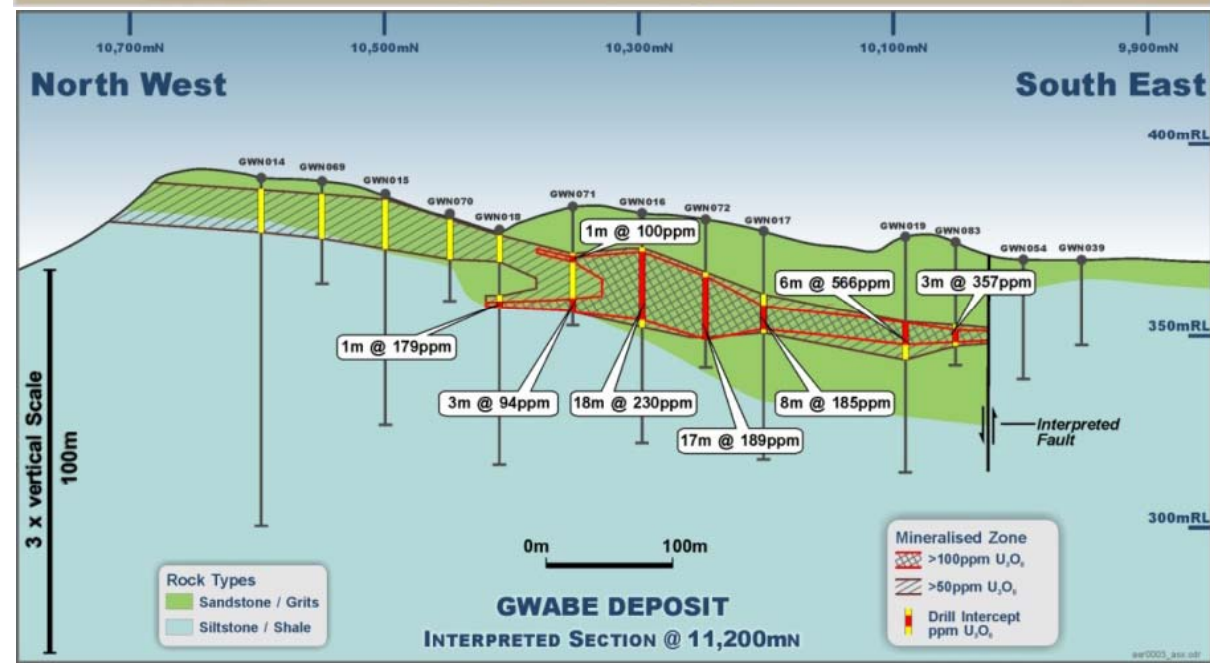 10,700mN
10,500mN
10,300mN
10,100mN
9,900mN
North West
South East
400mRL
GWN014
GWN069
GWN015
GWN070
GWN018
GWN071
GWN016
GWN072
GWN017
GWN019
GWN083
GWN054
GWN039
1m @ 100ppm
6m @ 566ppm
3m @ 357ppm
350mRL
1m @ 179ppm
3m @ 94ppm
18m @ 230ppm
8m @ 185ppm
17m @ 189ppm
Interpreted
Fault
3 x vertical Scale
100m
300mRL
0m
100m
Rock Types
Sandstone / Grits
Siltstone / Shale
GWABE DEPOSIT
INTERPRETED SECTION @ 11,200mN
Mineralised Zone
>100ppm U₃O₈
>50ppm U₃O₈
Drill Intercept
ppm U₃O₈